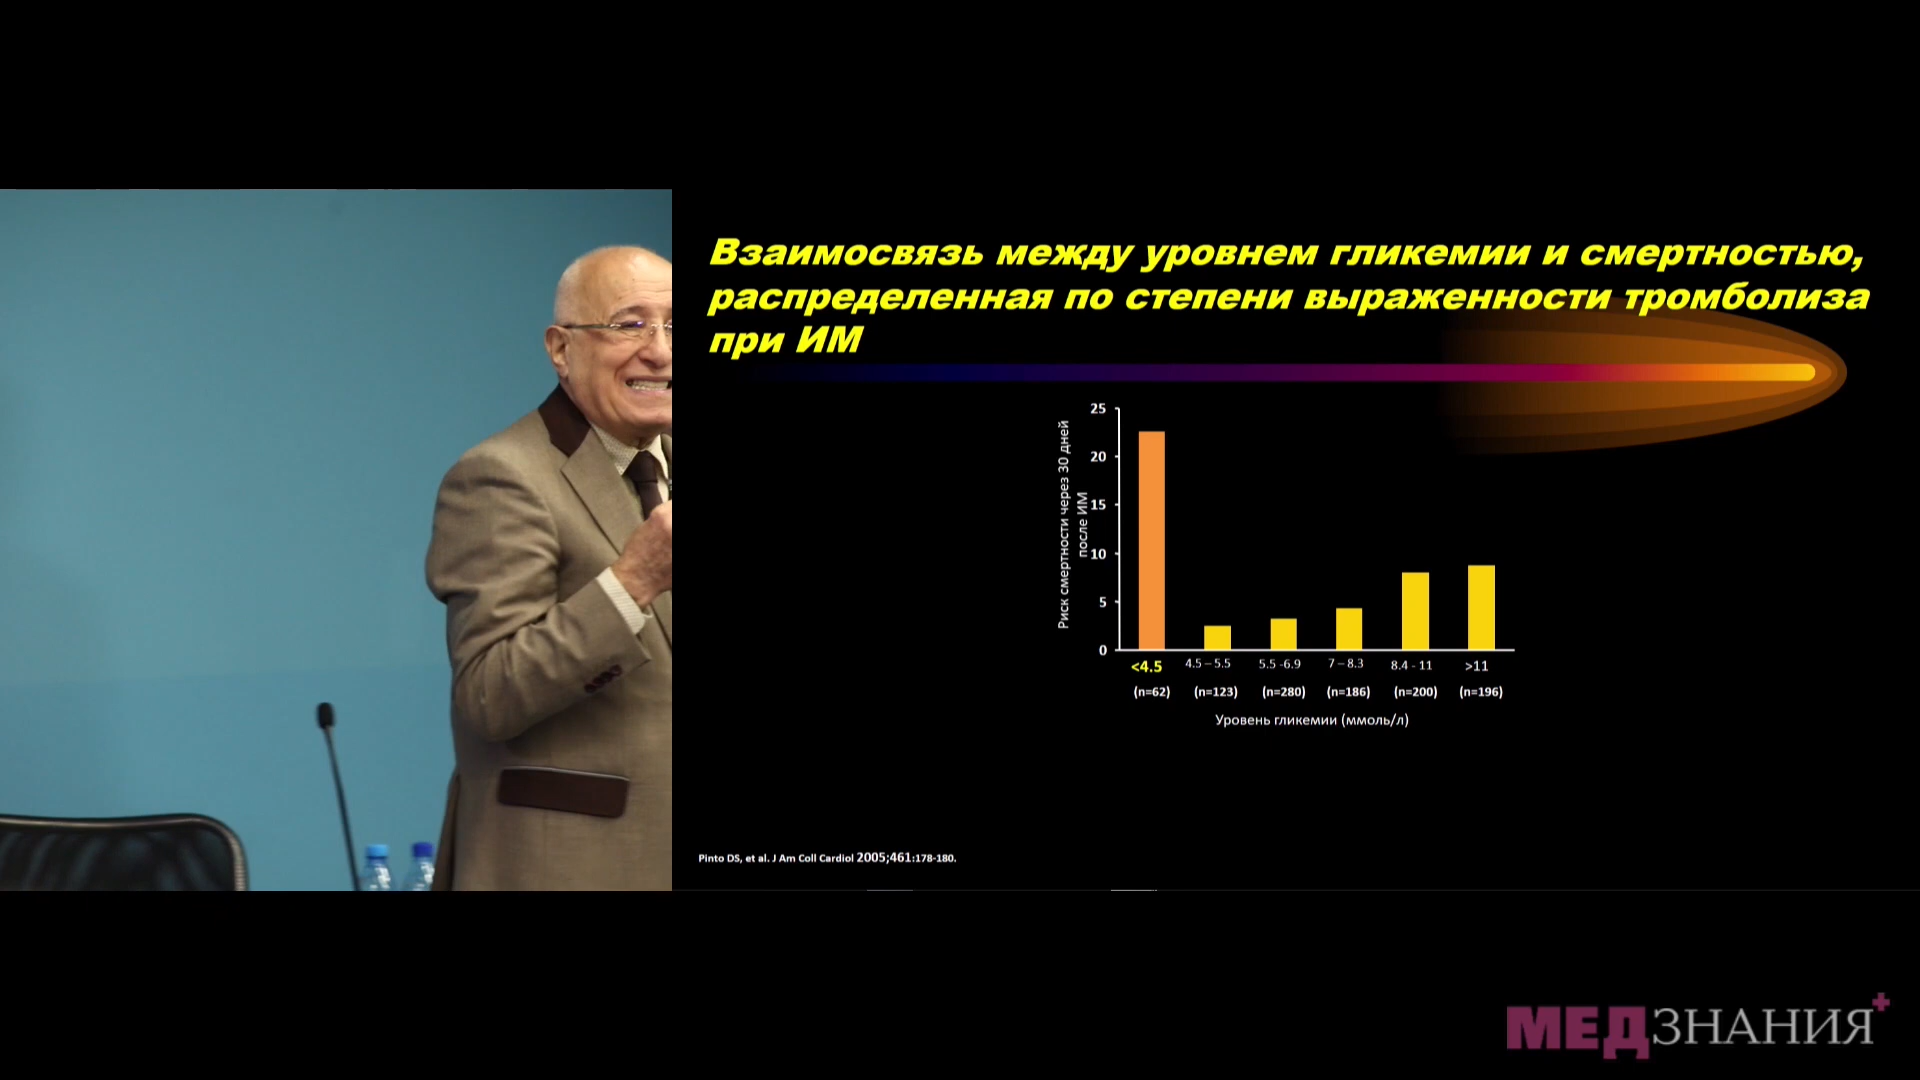 Взаимосвязь между уровнем гликемии и смертностью,
распределенная по степени выраженности тромболиза
при ИМ
Риск смертности через 30 дней
после ИМ
25
20
15
10
5
0
<4.5 4.5 – 5.5 5.5 -6.9 7 – 8.3 8.4 - 11 >11
(n=62) (n=123) (n=280) (n=186) (n=200) (n=196)
Уровень гликемии (ммоль/л)
Pinto DS, et al. J Am Coll Cardiol 2005;461:178-180.
МЕДЗНАНИЯ+